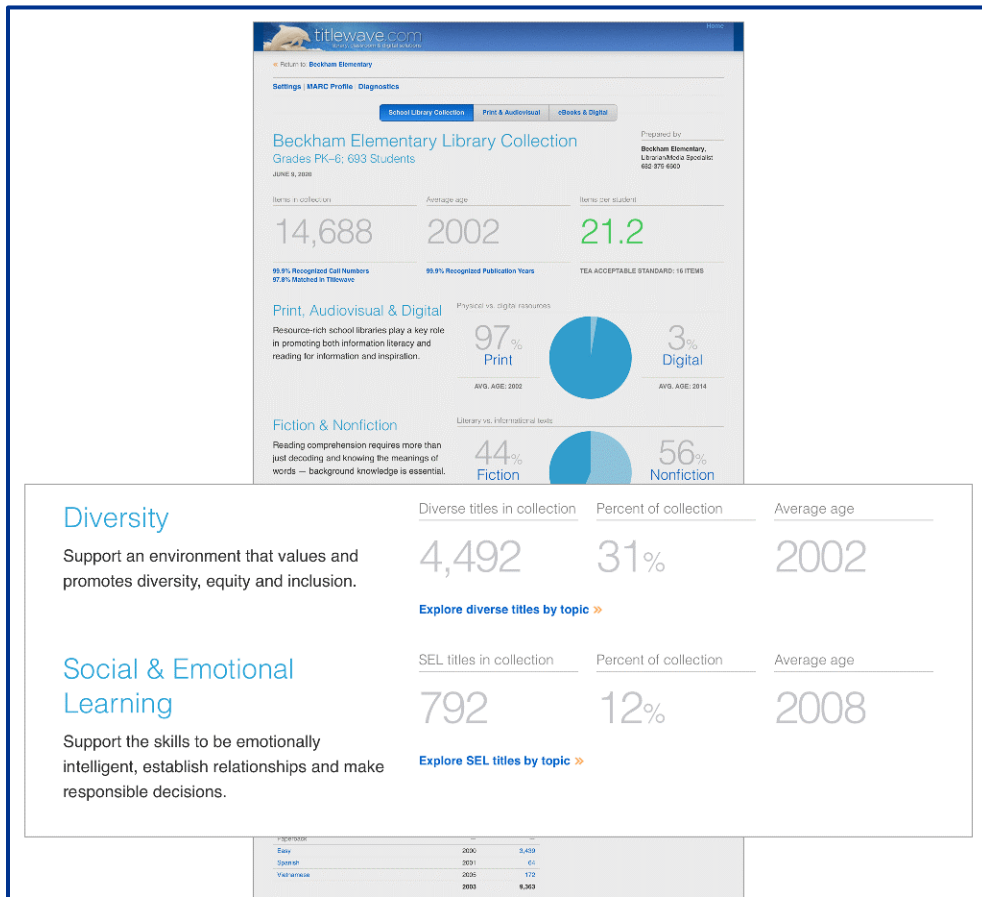 titlewave.com
Home
« Return to: Beckham Elementary
Settings | MARC Profile Diagnostics
School Library Collection Print & Audiovisual eBooks & Digital
Beckham Elementary Library Collection
Grades PK–6; 693 Students
Prepared by
Beckham Elementary,
Librarian/Media Specialist
Items in collection Average age Items per student
14,688 2002 21.2
99.9% Recognized Call Numbers 99.9% Recognized Publication Years TEA ACCEPTABLE STANDARD: 16 ITEMS
97.8% Matched in Titlewave
Print, Audiovisual & Digital
Resource-rich school libraries play a key role
in promoting both information literacy and
reading for information and inspiration.
Physical vs. digital resources
97% 3%
Print Digital
AVG. AGE: 2002 AVG. AGE: 2014
Fiction & Nonfiction
Reading comprehension requires more than
just decoding and knowing the meanings of
words — background knowledge is essential.
Literary vs. informational texts
44% 56%
Fiction Nonfiction
Diversity
Support an environment that values and
promotes diversity, equity and inclusion.
Diverse titles in collection Percent of collection Average age
4,492 31% 2002
Explore diverse titles by topic »
Social & Emotional
Learning
Support the skills to be emotionally
intelligent, establish relationships and make
responsible decisions.
SEL titles in collection Percent of collection Average age
792 12% 2008
Explore SEL titles by topic »
Easy 2000 3,439
Spanish 2001 64
Vietnamese 2005 172
2003 9,363